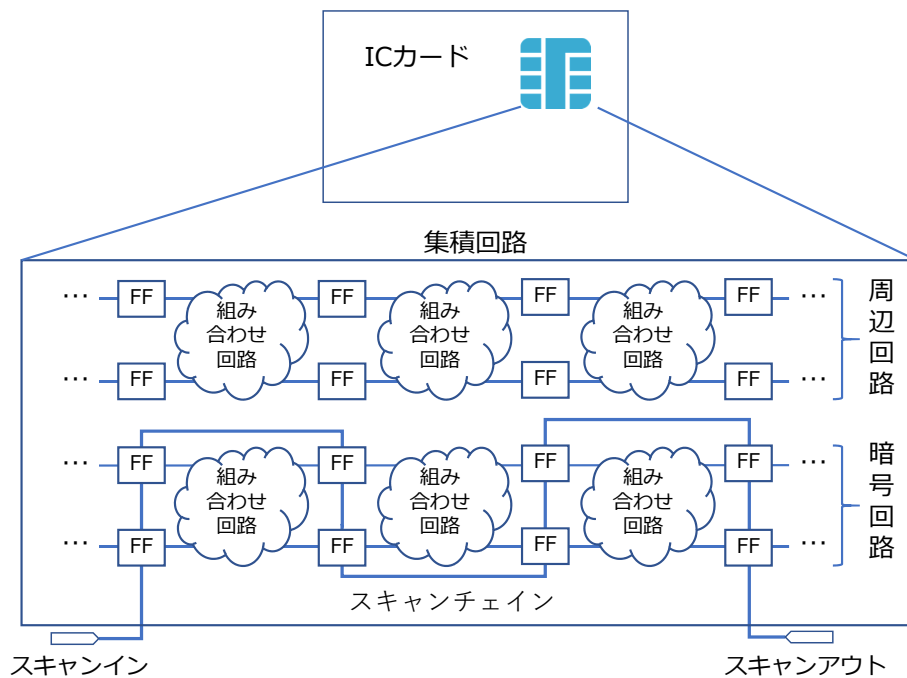 ICカード
集積回路
… FF 組み合わせ回路 FF 組み合わせ回路 FF 組み合わせ回路 FF …
… FF FF FF FF …
周辺回路
… FF 組み合わせ回路 FF 組み合わせ回路 FF 組み合わせ回路 FF …
… FF FF FF FF …
暗号回路
スキャンチェイン
スキャンイン
スキャンアウト